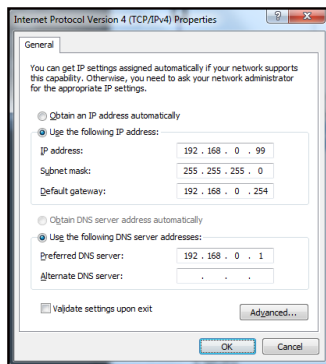 Internet Protocol Version 4 (TCP/IPv4) Properties
General
You can get IP settings assigned automatically if your network supports
this capability. Otherwise, you need to ask your network administrator
for the appropriate IP settings.
Obtain an IP address automatically
Use the following IP address:
IP address: 192 . 168 . 0 . 99
Subnet mask: 255 . 255 . 255 . 0
Default gateway: 192 . 168 . 0 . 254
Obtain DNS server address automatically
Use the following DNS server addresses:
Preferred DNS server: 192 . 168 . 0 . 1
Alternate DNS server: . . .
Validate settings upon exit
Advanced...
OK Cancel